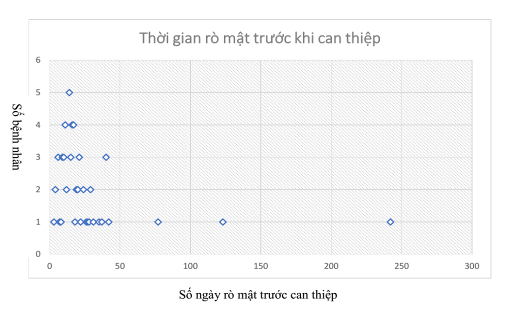 Thời gian rò mật trước khi can thiệp
6
5
4
3
2
1
0
0 50 100 150 200 250 300
Số bệnh nhân
Số ngày rò mật trước can thiệp